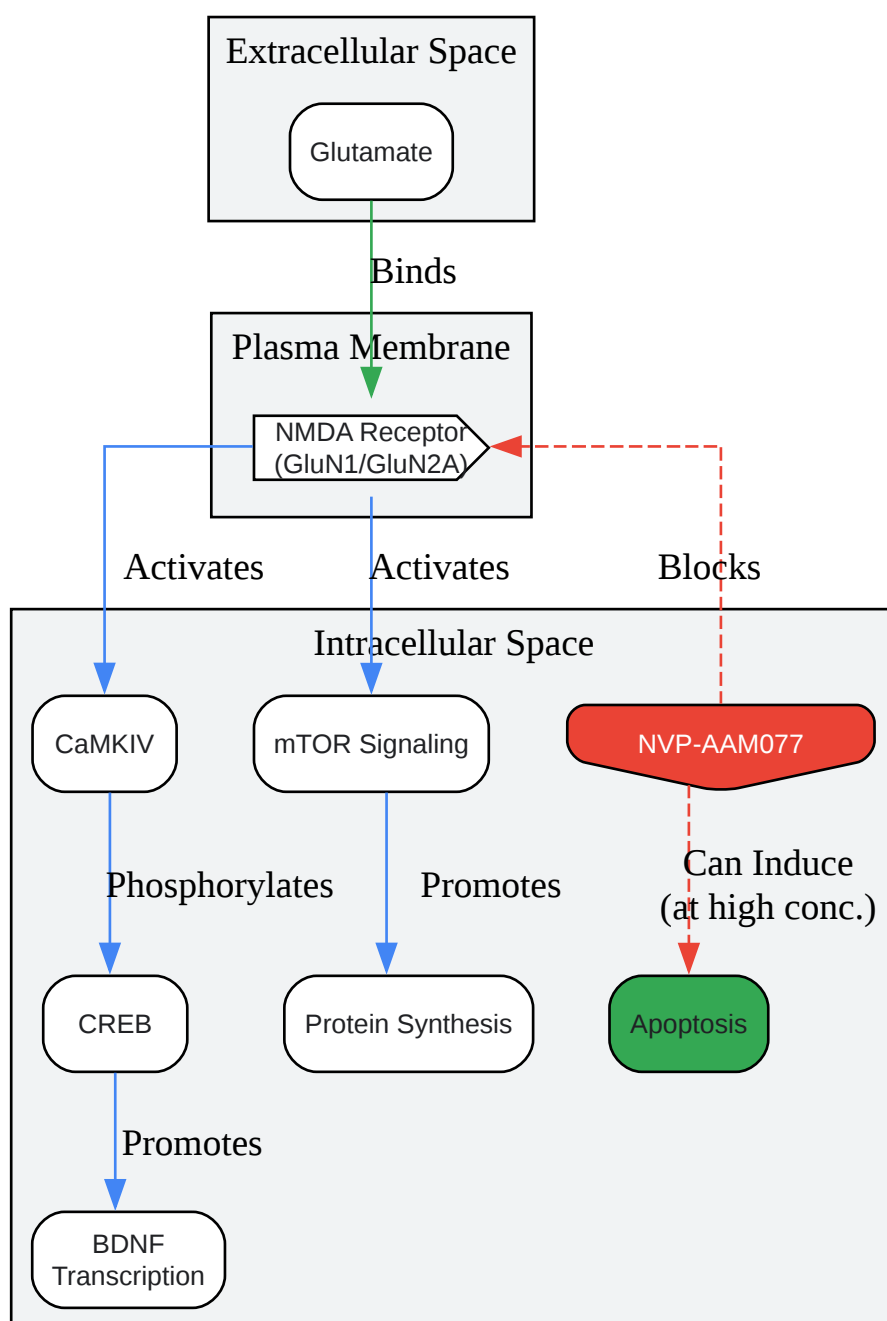 Extracellular Space
Glutamate
Binds
Plasma Membrane
NMDA Receptor
(GluN1/GluN2A)
Activates
Activates
Blocks
Intracellular Space
CaMKIV
mTOR Signaling
NVP-AAM077
Phosphorylates
Promotes
Can Induce
(at high conc.)
CREB
Protein Synthesis
Apoptosis
Promotes
BDNF
Transcription